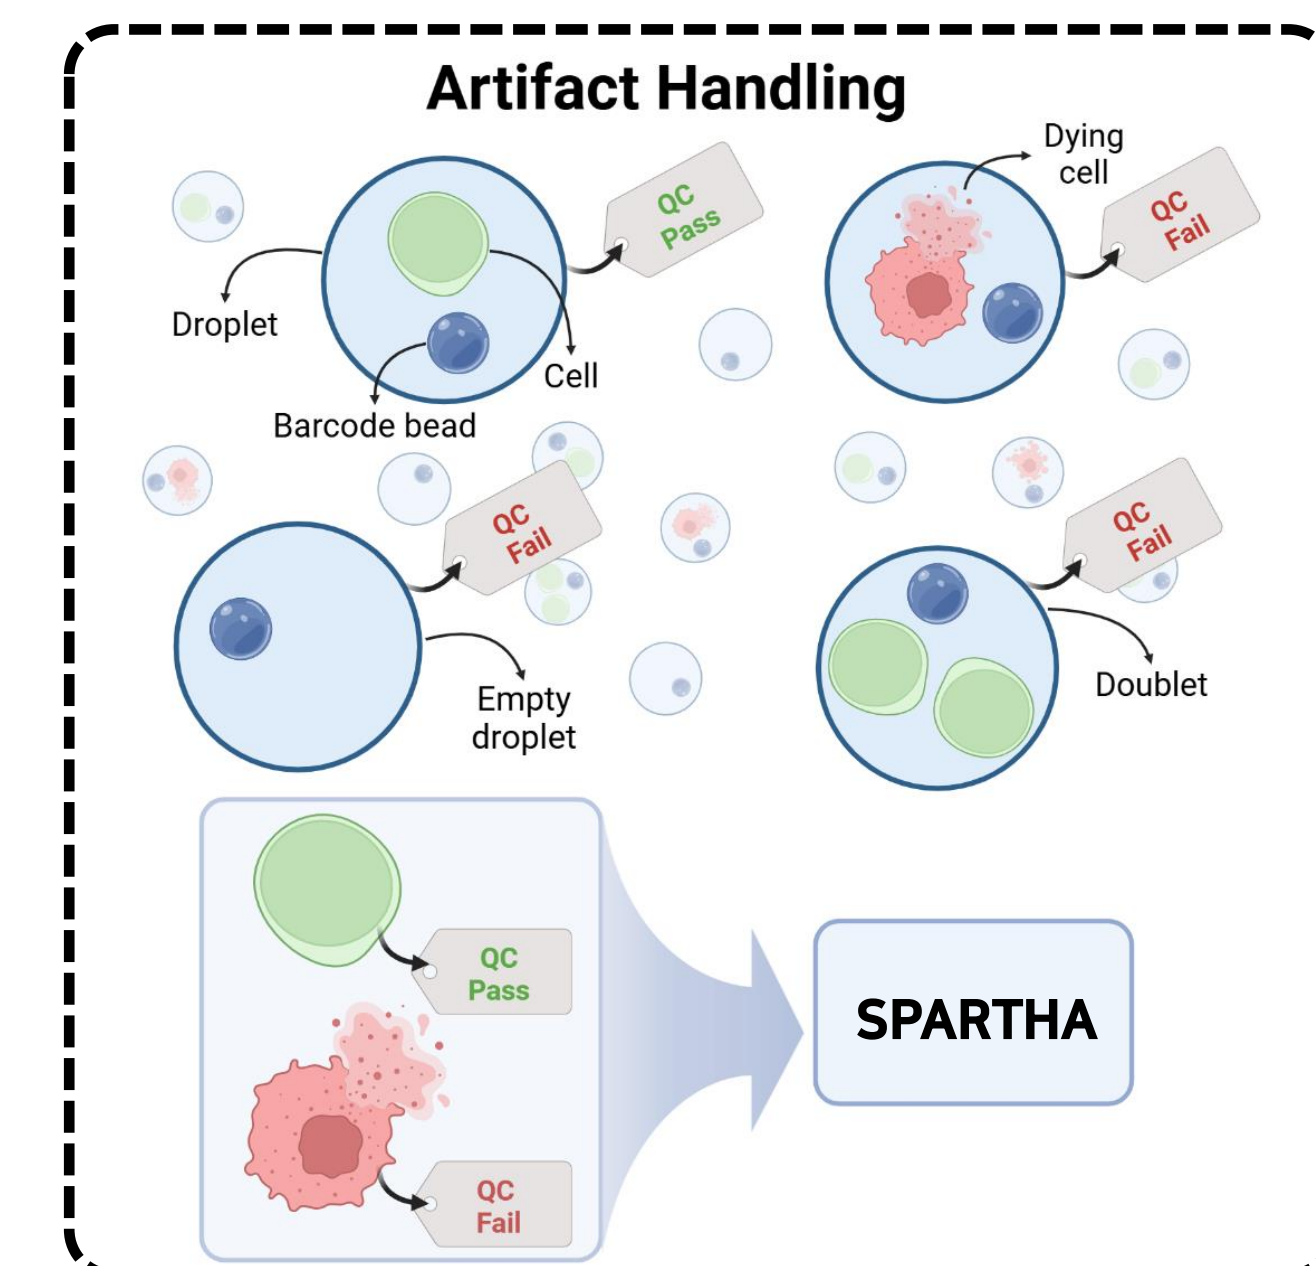 Artifact Handling
QC
Pass
Droplet
Cell
Barcode bead
Dying
cell
QC
Fail
QC
Fail
Empty
droplet
QC
Fail
Doublet
QC
Pass
QC
Fail
SPARTHA